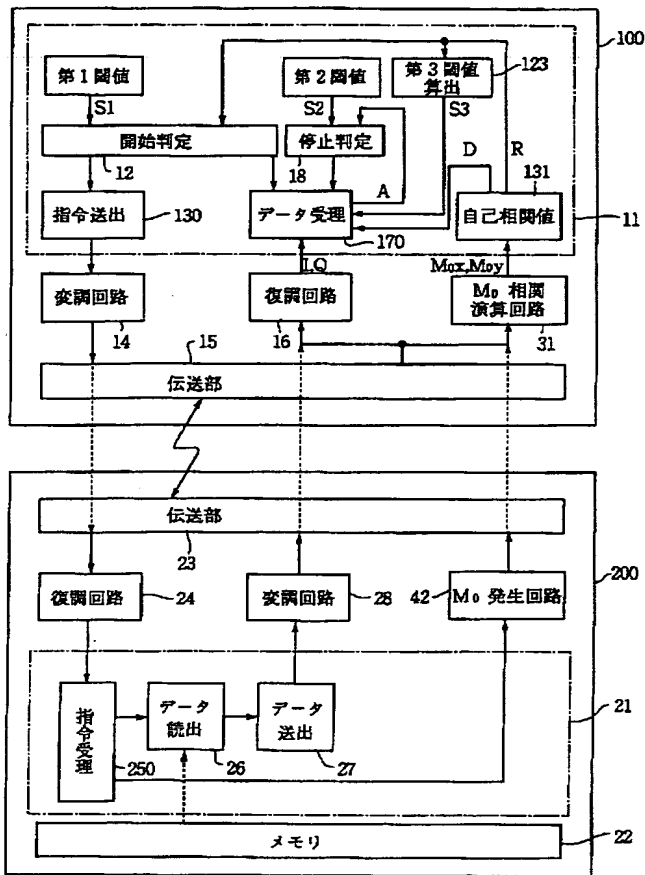 100
第1閾値
第2閾値
第3閾値
算出
123
S1
S2
S3
開始判定
停止判定
12
18
A
D
R
131
指令送出
130
データ受理
170
自己相関値
11
I,Q
M0x,M0y
変調回路
14
復調回路
16
M0 相関
演算回路
31
15
伝送部
伝送部
23
200
復調回路
24
変調回路
28
42
M0 発生回路
21
指令受理
250
データ
読出
26
データ
送出
27
メモリ
22